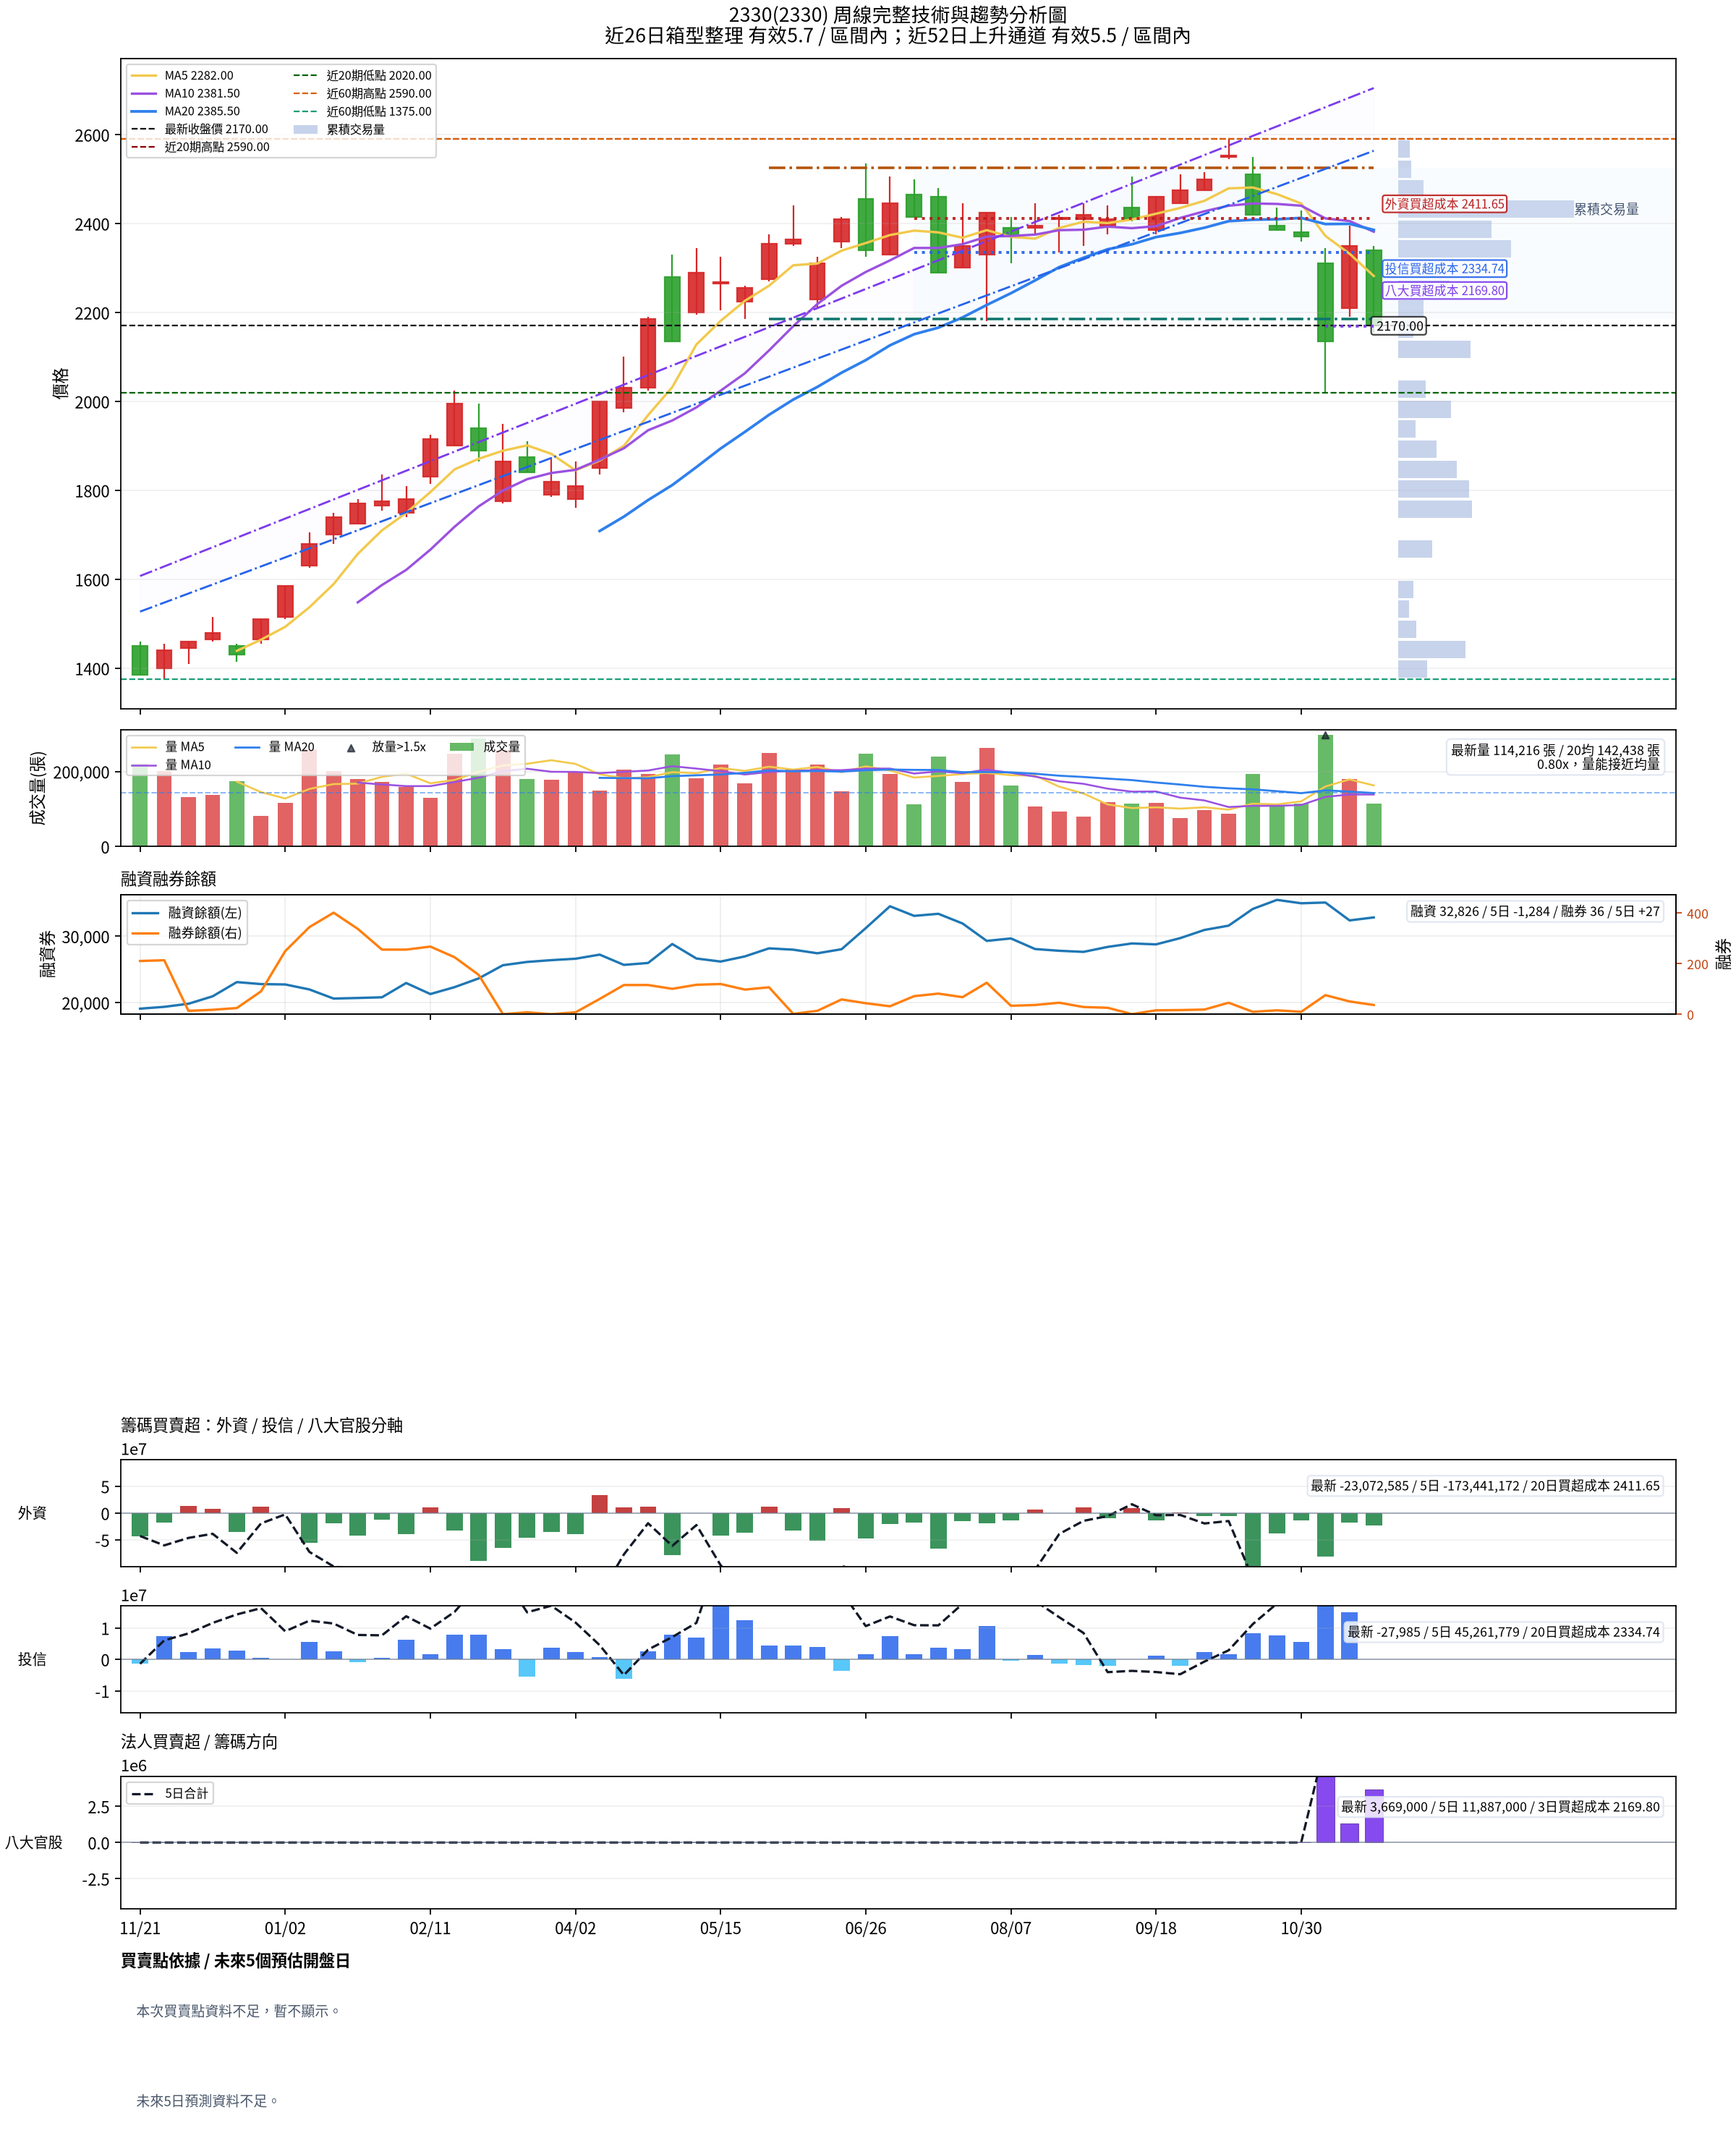 2330(2330) 周線完整技術與趨勢分析圖
近26日箱型整理 有效5.7 / 區間內；近52日上升通道 有效5.5 / 區間內
MA5 2282.00
MA10 2381.50
MA20 2385.50
最新收盤價 2170.00
近20期高點 2590.00
近20期低點 2020.00
近60期高點 2590.00
近60期低點 1375.00
累積交易量
價格
2600
2400
2200
2000
1800
1600
1400
外資買超成本 2411.65
累積交易量
投信買超成本 2334.74
八大買超成本 2169.80
2170.00
成交量(張)
200,000
0
量 MA5
量 MA10
量 MA20
放量>1.5x
成交量
最新量 114,216 張 / 20均 142,438 張
0.80x，量能接近均量
融資融券餘額
融資券
30,000
20,000
融資餘額(左)
融券餘額(右)
融資 32,826 / 5日 -1,284 / 融券 36 / 5日 +27
400
200
0
融券
籌碼買賣超：外資 / 投信 / 八大官股分軸
1e7
外資
5
0
-5
最新 -23,072,585 / 5日 -173,441,172 / 20日買超成本 2411.65
1e7
投信
1
0
-1
最新 -27,985 / 5日 45,261,779 / 20日買超成本 2334.74
法人買賣超 / 籌碼方向
1e6
八大官股
2.5
0.0
-2.5
5日合計
最新 3,669,000 / 5日 11,887,000 / 3日買超成本 2169.80
11/21
01/02
02/11
04/02
05/15
06/26
08/07
09/18
10/30
買賣點依據 / 未來5個預估開盤日
本次買賣點資料不足，暫不顯示。
未來5日預測資料不足。